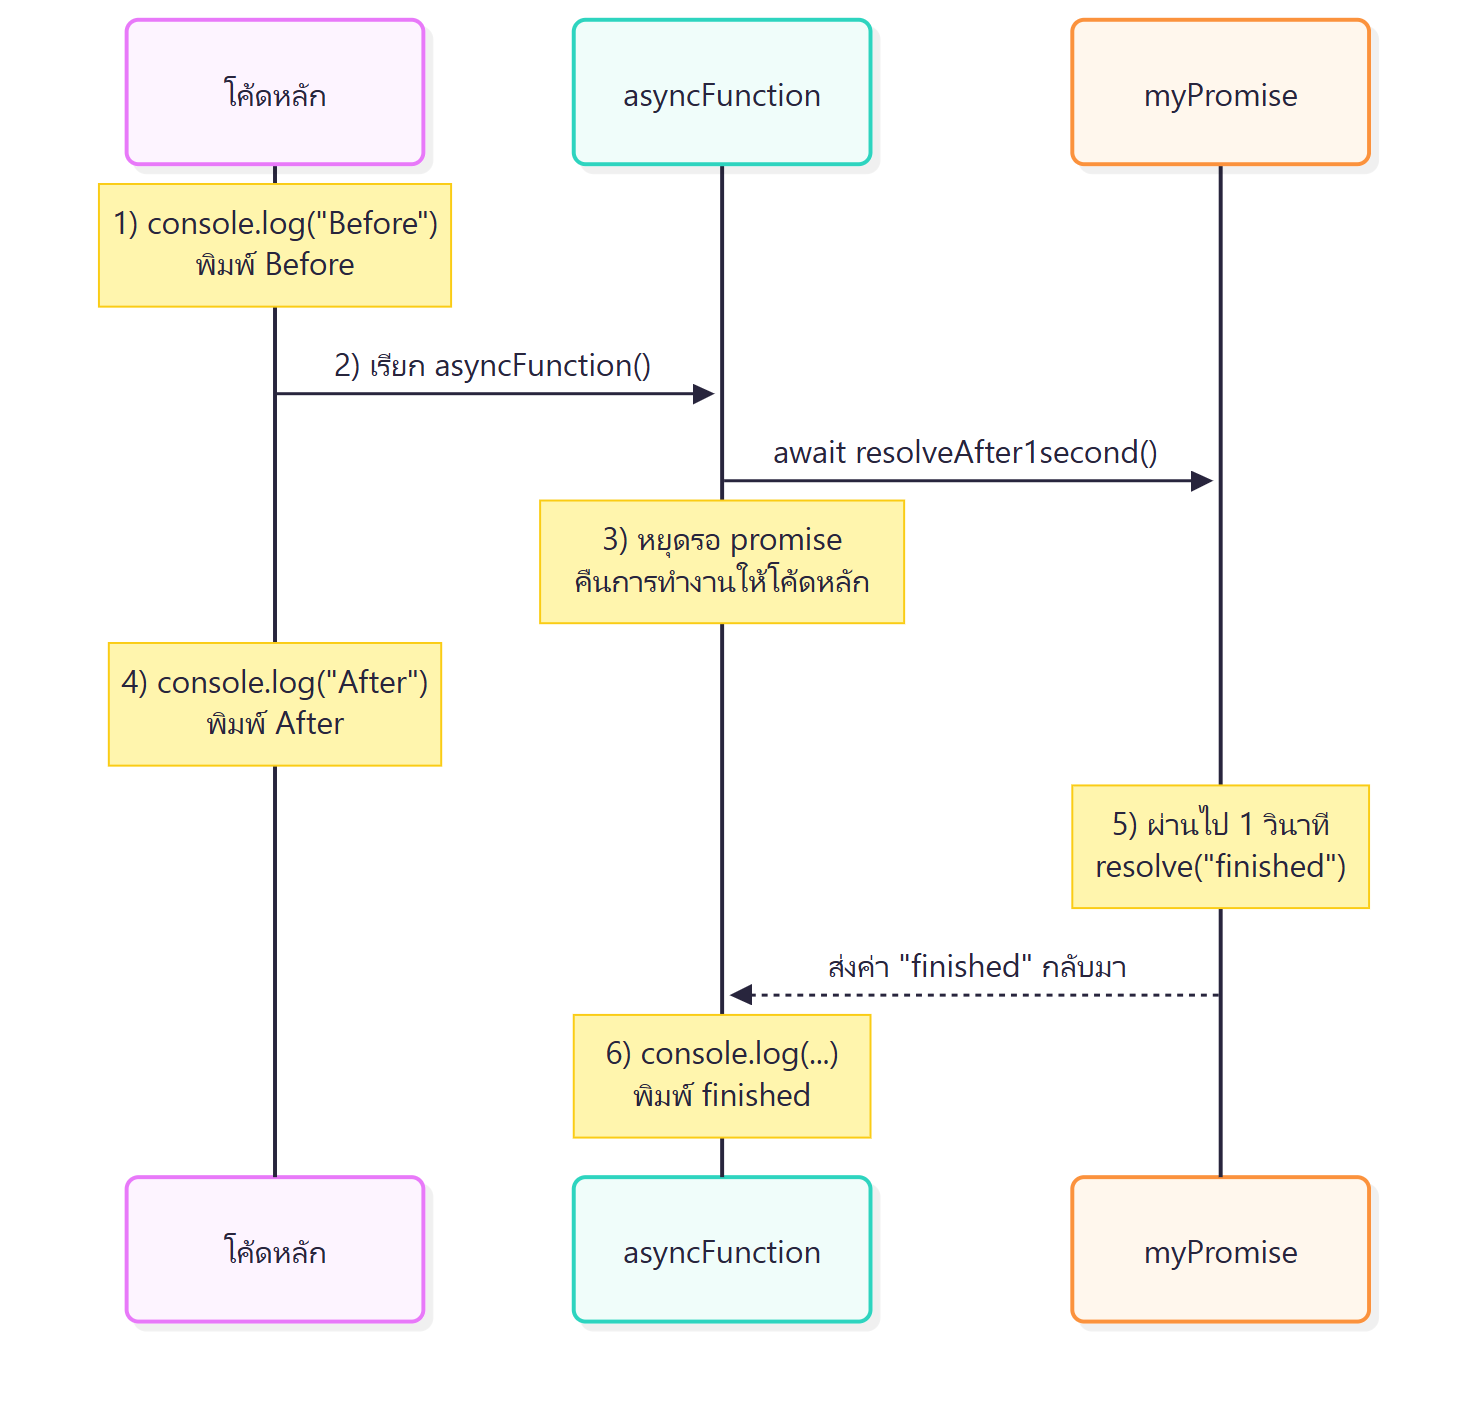 โค้ดหลัก
asyncFunction
myPromise
1) console.log("Before")
พิมพ์ Before
2) เรียก asyncFunction()
await resolveAfter1second()
3) หยุดรอ promise
คืนการทำงานให้โค้ดหลัก
4) console.log("After")
พิมพ์ After
5) ผ่านไป 1 วินาที
resolve("finished")
ส่งค่า "finished" กลับมา
6) console.log(...)
พิมพ์ finished
โค้ดหลัก
asyncFunction
myPromise